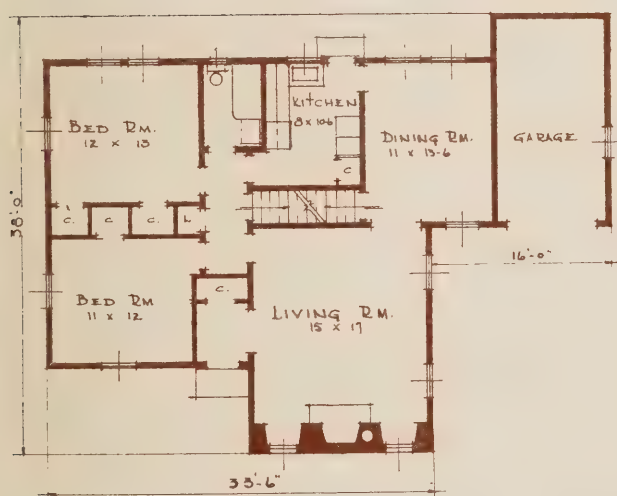 BED RM.
12 x 13
KITCHEN
8 x 10-6
DINING RM.
11 x 13-6
GARAGE
C
C.
C
C.
L
38'-0"
16'-0"
BED RM
11 x 12
C.
LIVING RM.
15 x 17
33'-6"